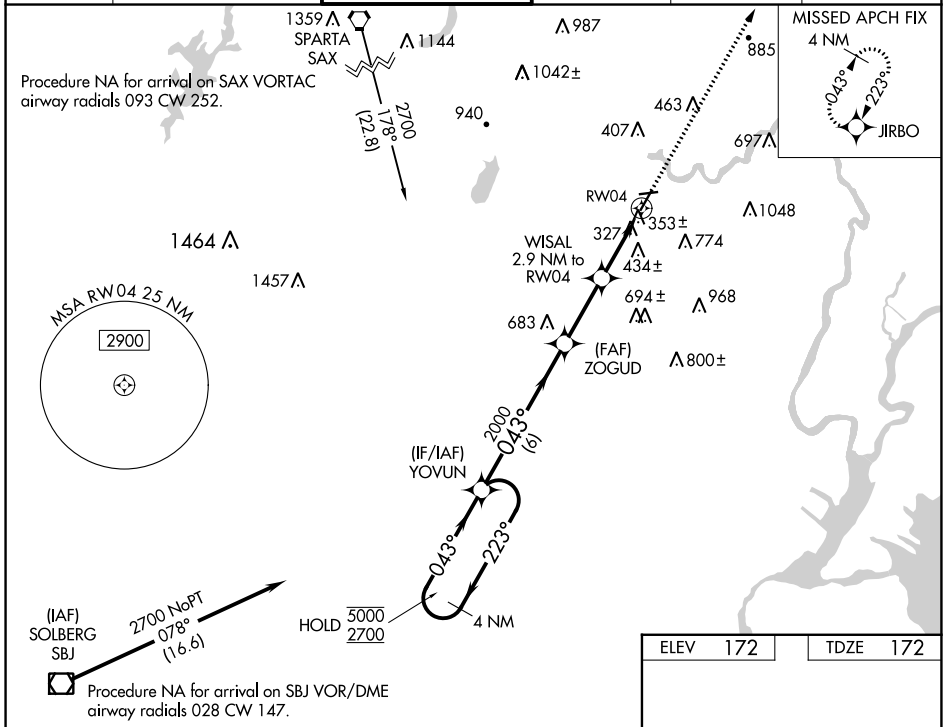 1359
SPARTA
SAX
1144
987
885
MISSED APCH FIX
4 NM
043°
223°
JIRBO
Procedure NA for arrival on SAX VORTAC
airway radials 093 CW 252.
1042±
2700
178°
(22.8)
940
463
407
697
RW04
1048
353±
327
774
1464
WISAL
2.9 NM to
RW04
434±
1457
MSA RW04 25 NM
2900
694±
968
683
(FAF)
ZOGUD
800±
2000
043°
(6)
(IF/IAF)
YOVUN
043°
223°
HOLD
5000
2700
4 NM
(IAF)
SOLBERG
SBJ
2700 NoPT
078°
(16.6)
Procedure NA for arrival on SBJ VOR/DME
airway radials 028 CW 147.
ELEV 172
TDZE 172